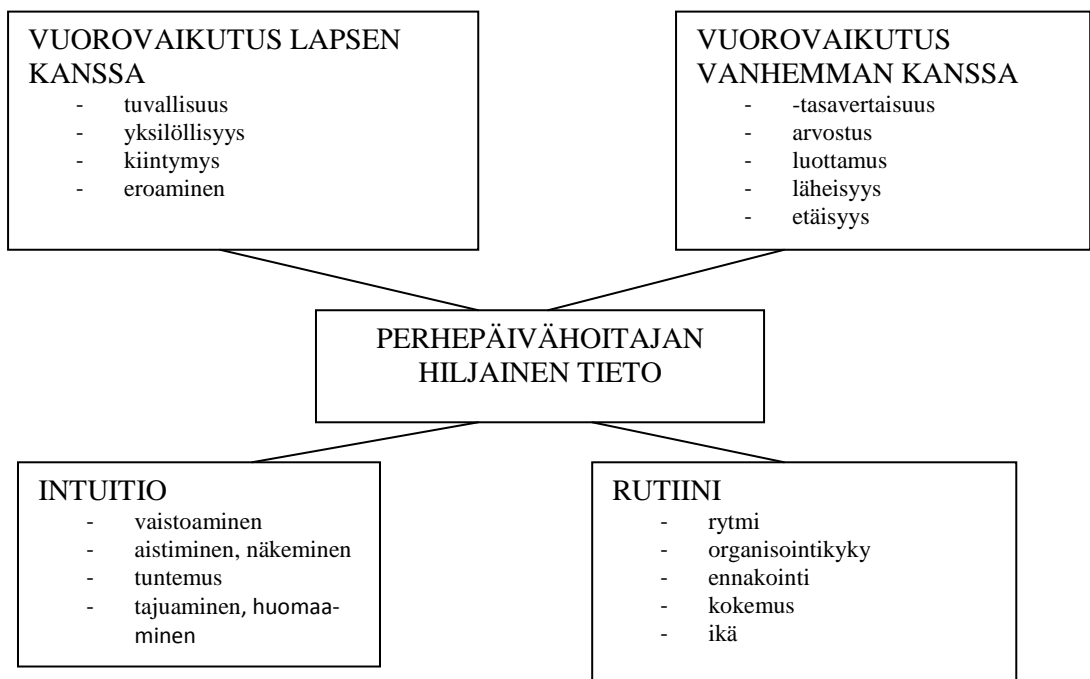 VUOROVAIKUTUS LAPSEN
KANSSA
- tuvallisuus
- yksilöllisyys
- kiintymys
- eroaminen
VUOROVAIKUTUS
VANHEMMAN KANSSA
- -tasavertaisuus
- arvostus
- luottamus
- läheisyys
- etäisyys
PERHEPÄIVÄHOITAJAN
HILJAINEN TIETO
INTUITIO
- vaistoaminen
- aistiminen, näkeminen
- tuntemus
- tajuaminen, huomaa-
minen
RUTIINI
- rytmi
- organisointikyky
- ennakointi
- kokemus
- ikä